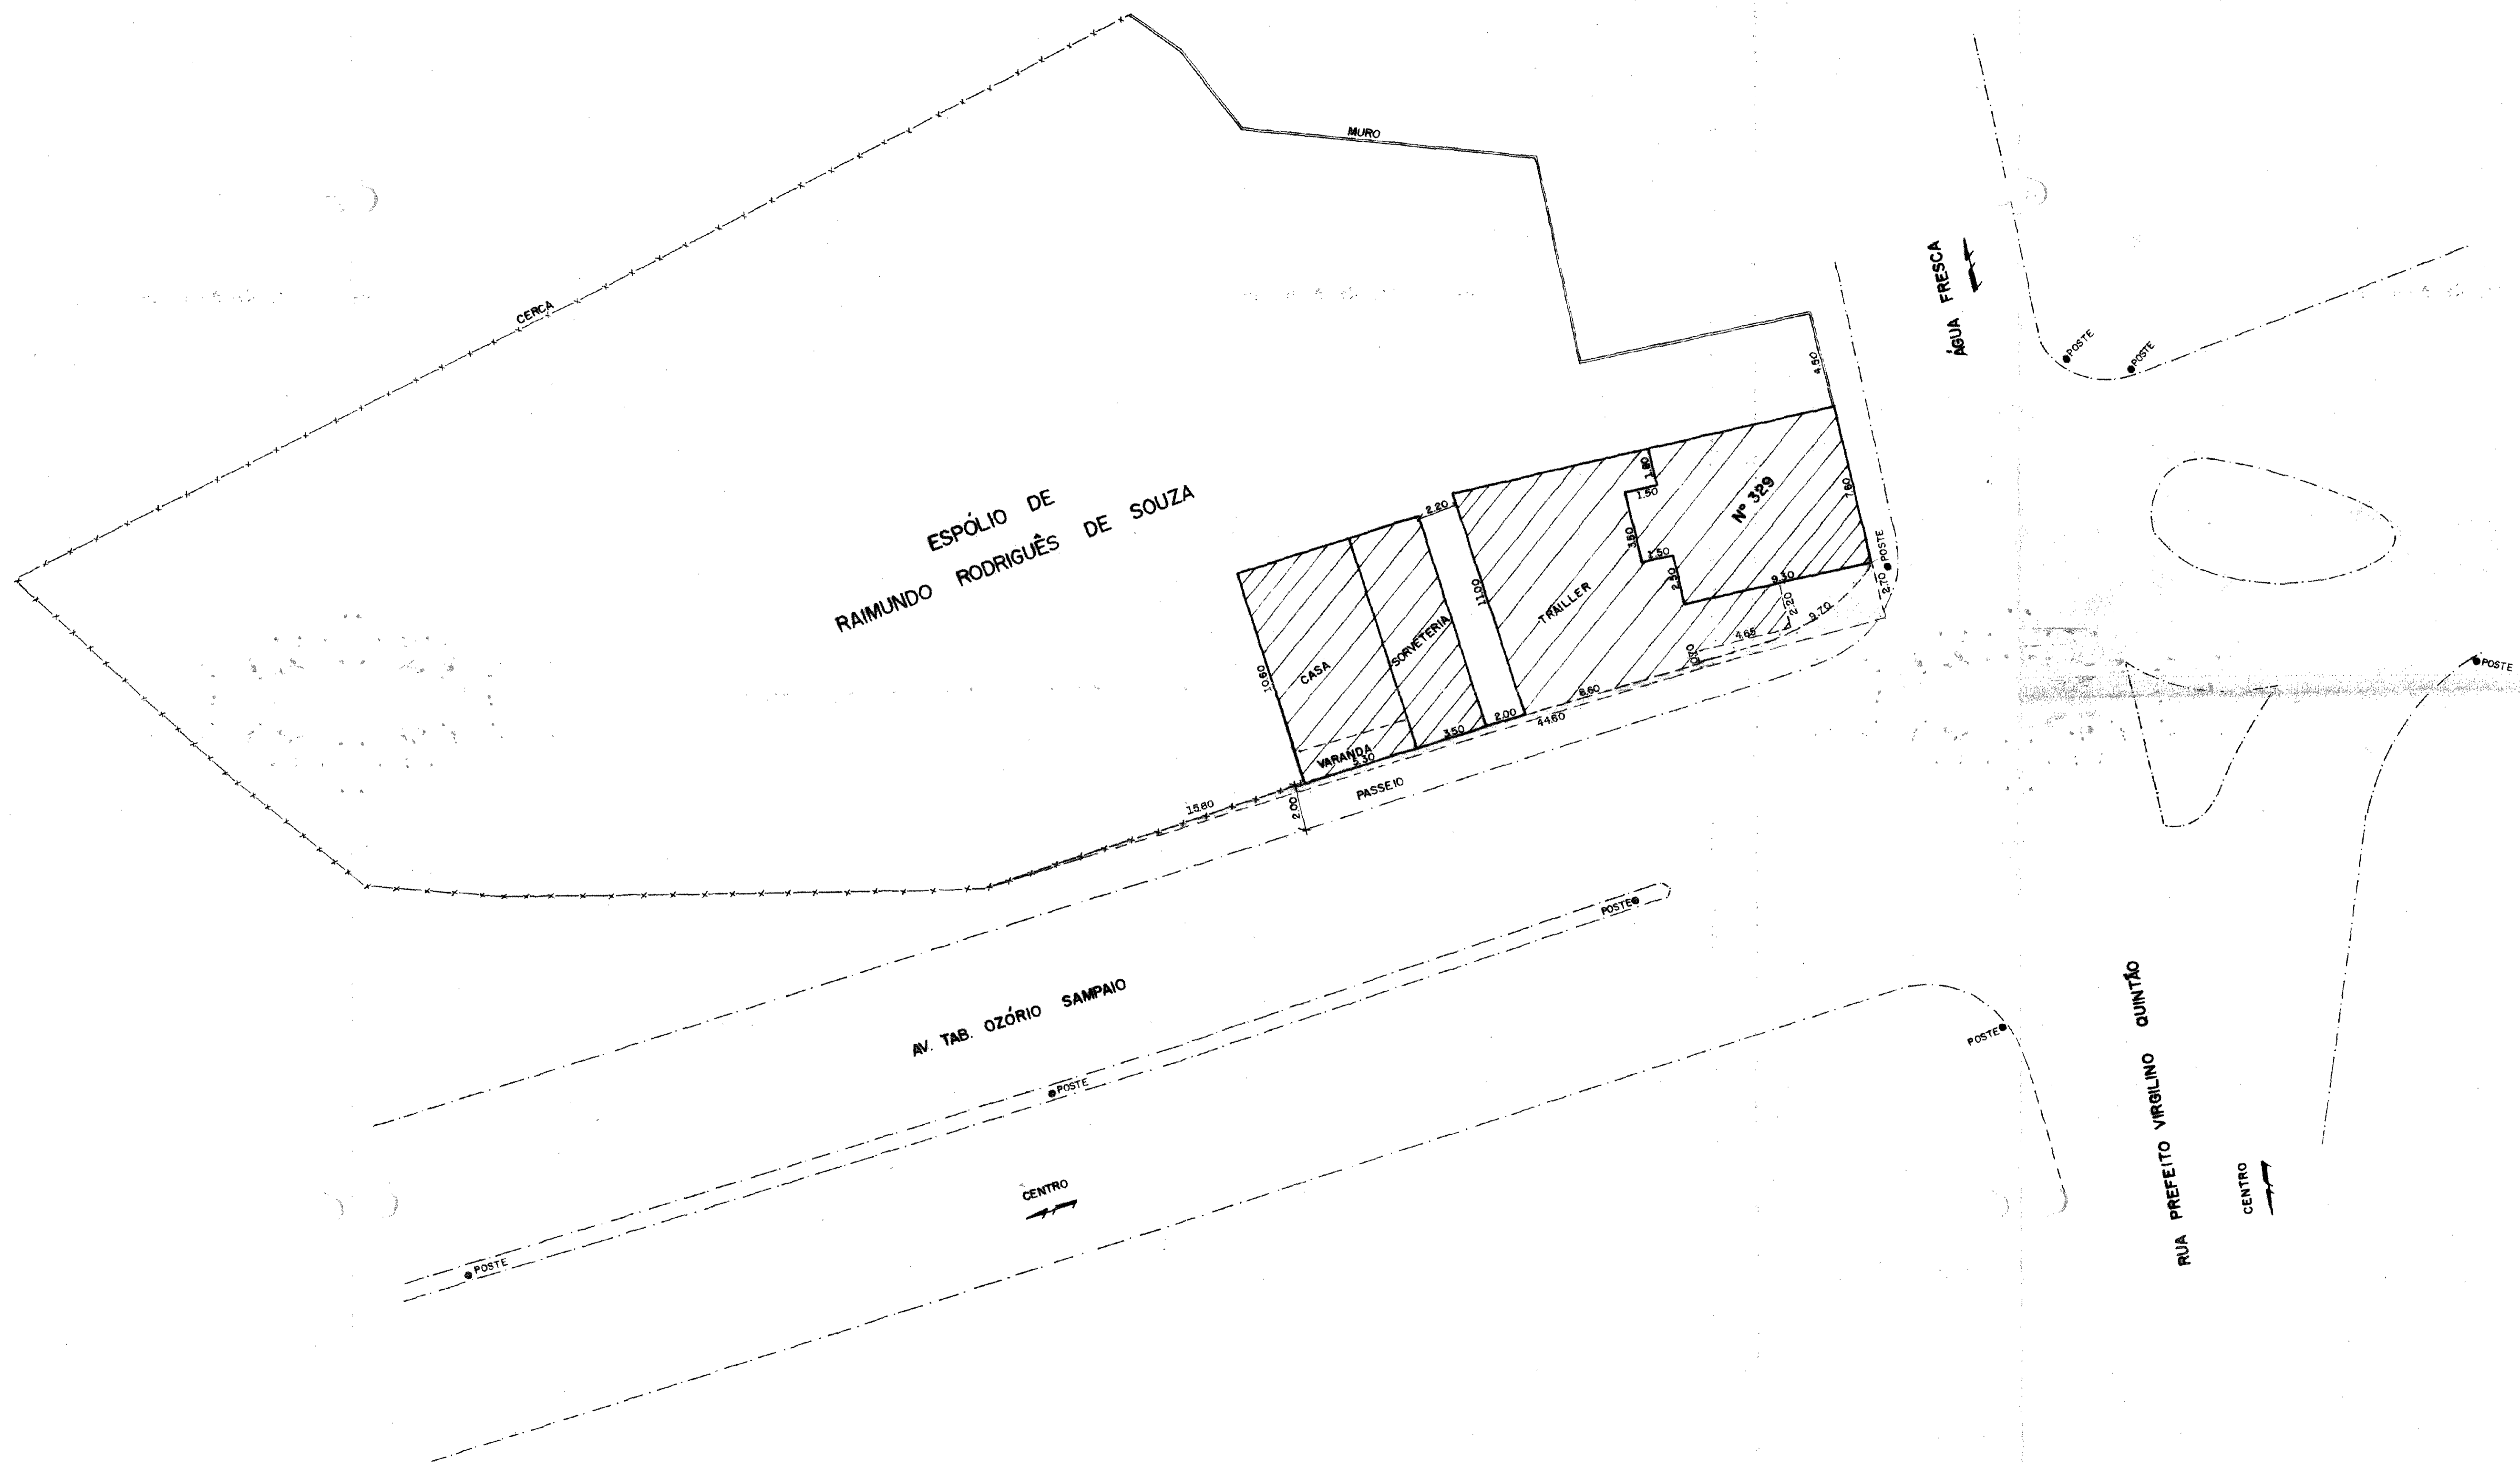 MURO
CERCA
ÁGUA FRESCA
POSTE
POSTE
4.50
ESPÓLIO DE
RAIMUNDO RODRIGUÊS DE SOUZA
2.20
1.80
1.50
Nº 329
7.60
3.50
1.50
2.50
9.30
POSTE
2.70
11.00
TRAILLER
2.20
9.70
4.65
SORVETERIA
CASA
10.60
8.60
2.00
44.60
3.50
VARANDA
5.30
POSTE
PASSEIO
15.80
2.00
POSTE
AV. TAB. OZÓRIO SAMPAIO
POSTE
POSTE
RUA PREFEITO VIRGILINO QUINTÃO
CENTRO
CENTRO
POSTE